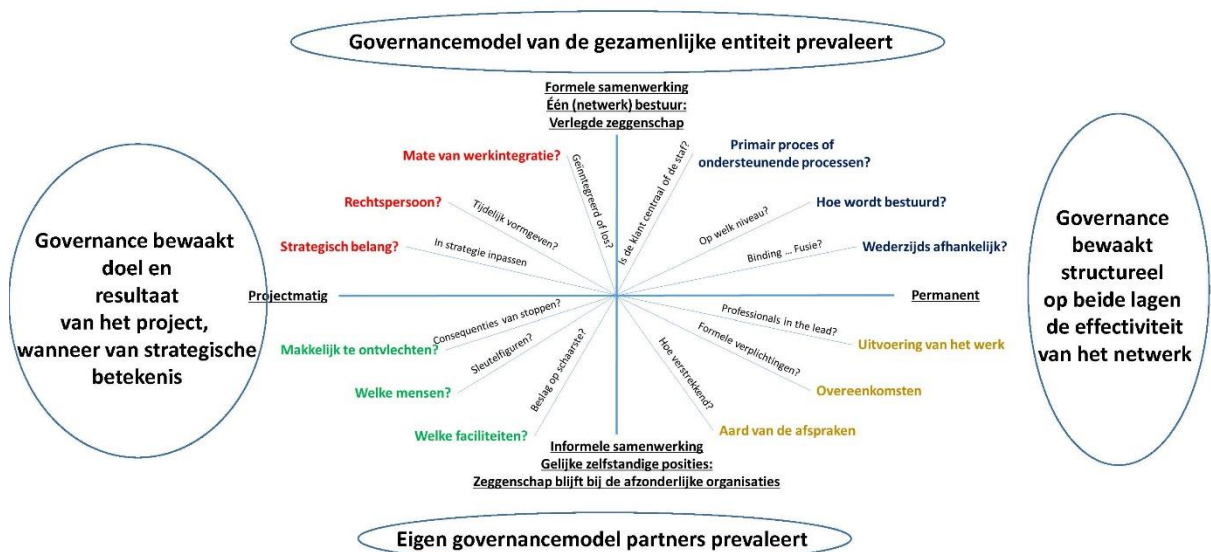 Governancemodel van de gezamenlijke entiteit prevaleert
Formele samenwerking
Één (netwerk) bestuur:
Verlegde zeggenschap
Mate van werkintegratie?
Geïnntegreerd of los?
Is de klant centraal of de staf?
Primair proces of
ondersteunende processen?
Rechtspersoon?
Tijdelijk vormgeven?
Op welk niveau?
Hoe wordt bestuurd?
Strategisch belang?
In strategie inpassen
Binding ... Fusie?
Wederzijds afhankelijk?
Governance bewaakt
doel en
resultaat
van het project,
wanneer van strategische
betekenis
Projectmatig
Permanent
Governance
bewaakt
structureel
op beide lagen
de effectiviteit
van het netwerk
Makkelijk te ontvlechten?
Consequenties van stoppen?
Professionals in the lead?
Uitvoering van het werk
Welke mensen?
Sleutelfiguren?
Formele verplichtingen?
Overeenkomsten
Welke faciliteiten?
Beslag op schaarste?
Hoe verstrekkend?
Aard van de afspraken
Informele samenwerking
Gelijke zelfstandige posities:
Zeggenschap blijft bij de afzonderlijke organisaties
Eigen governancemodel partners prevaleert